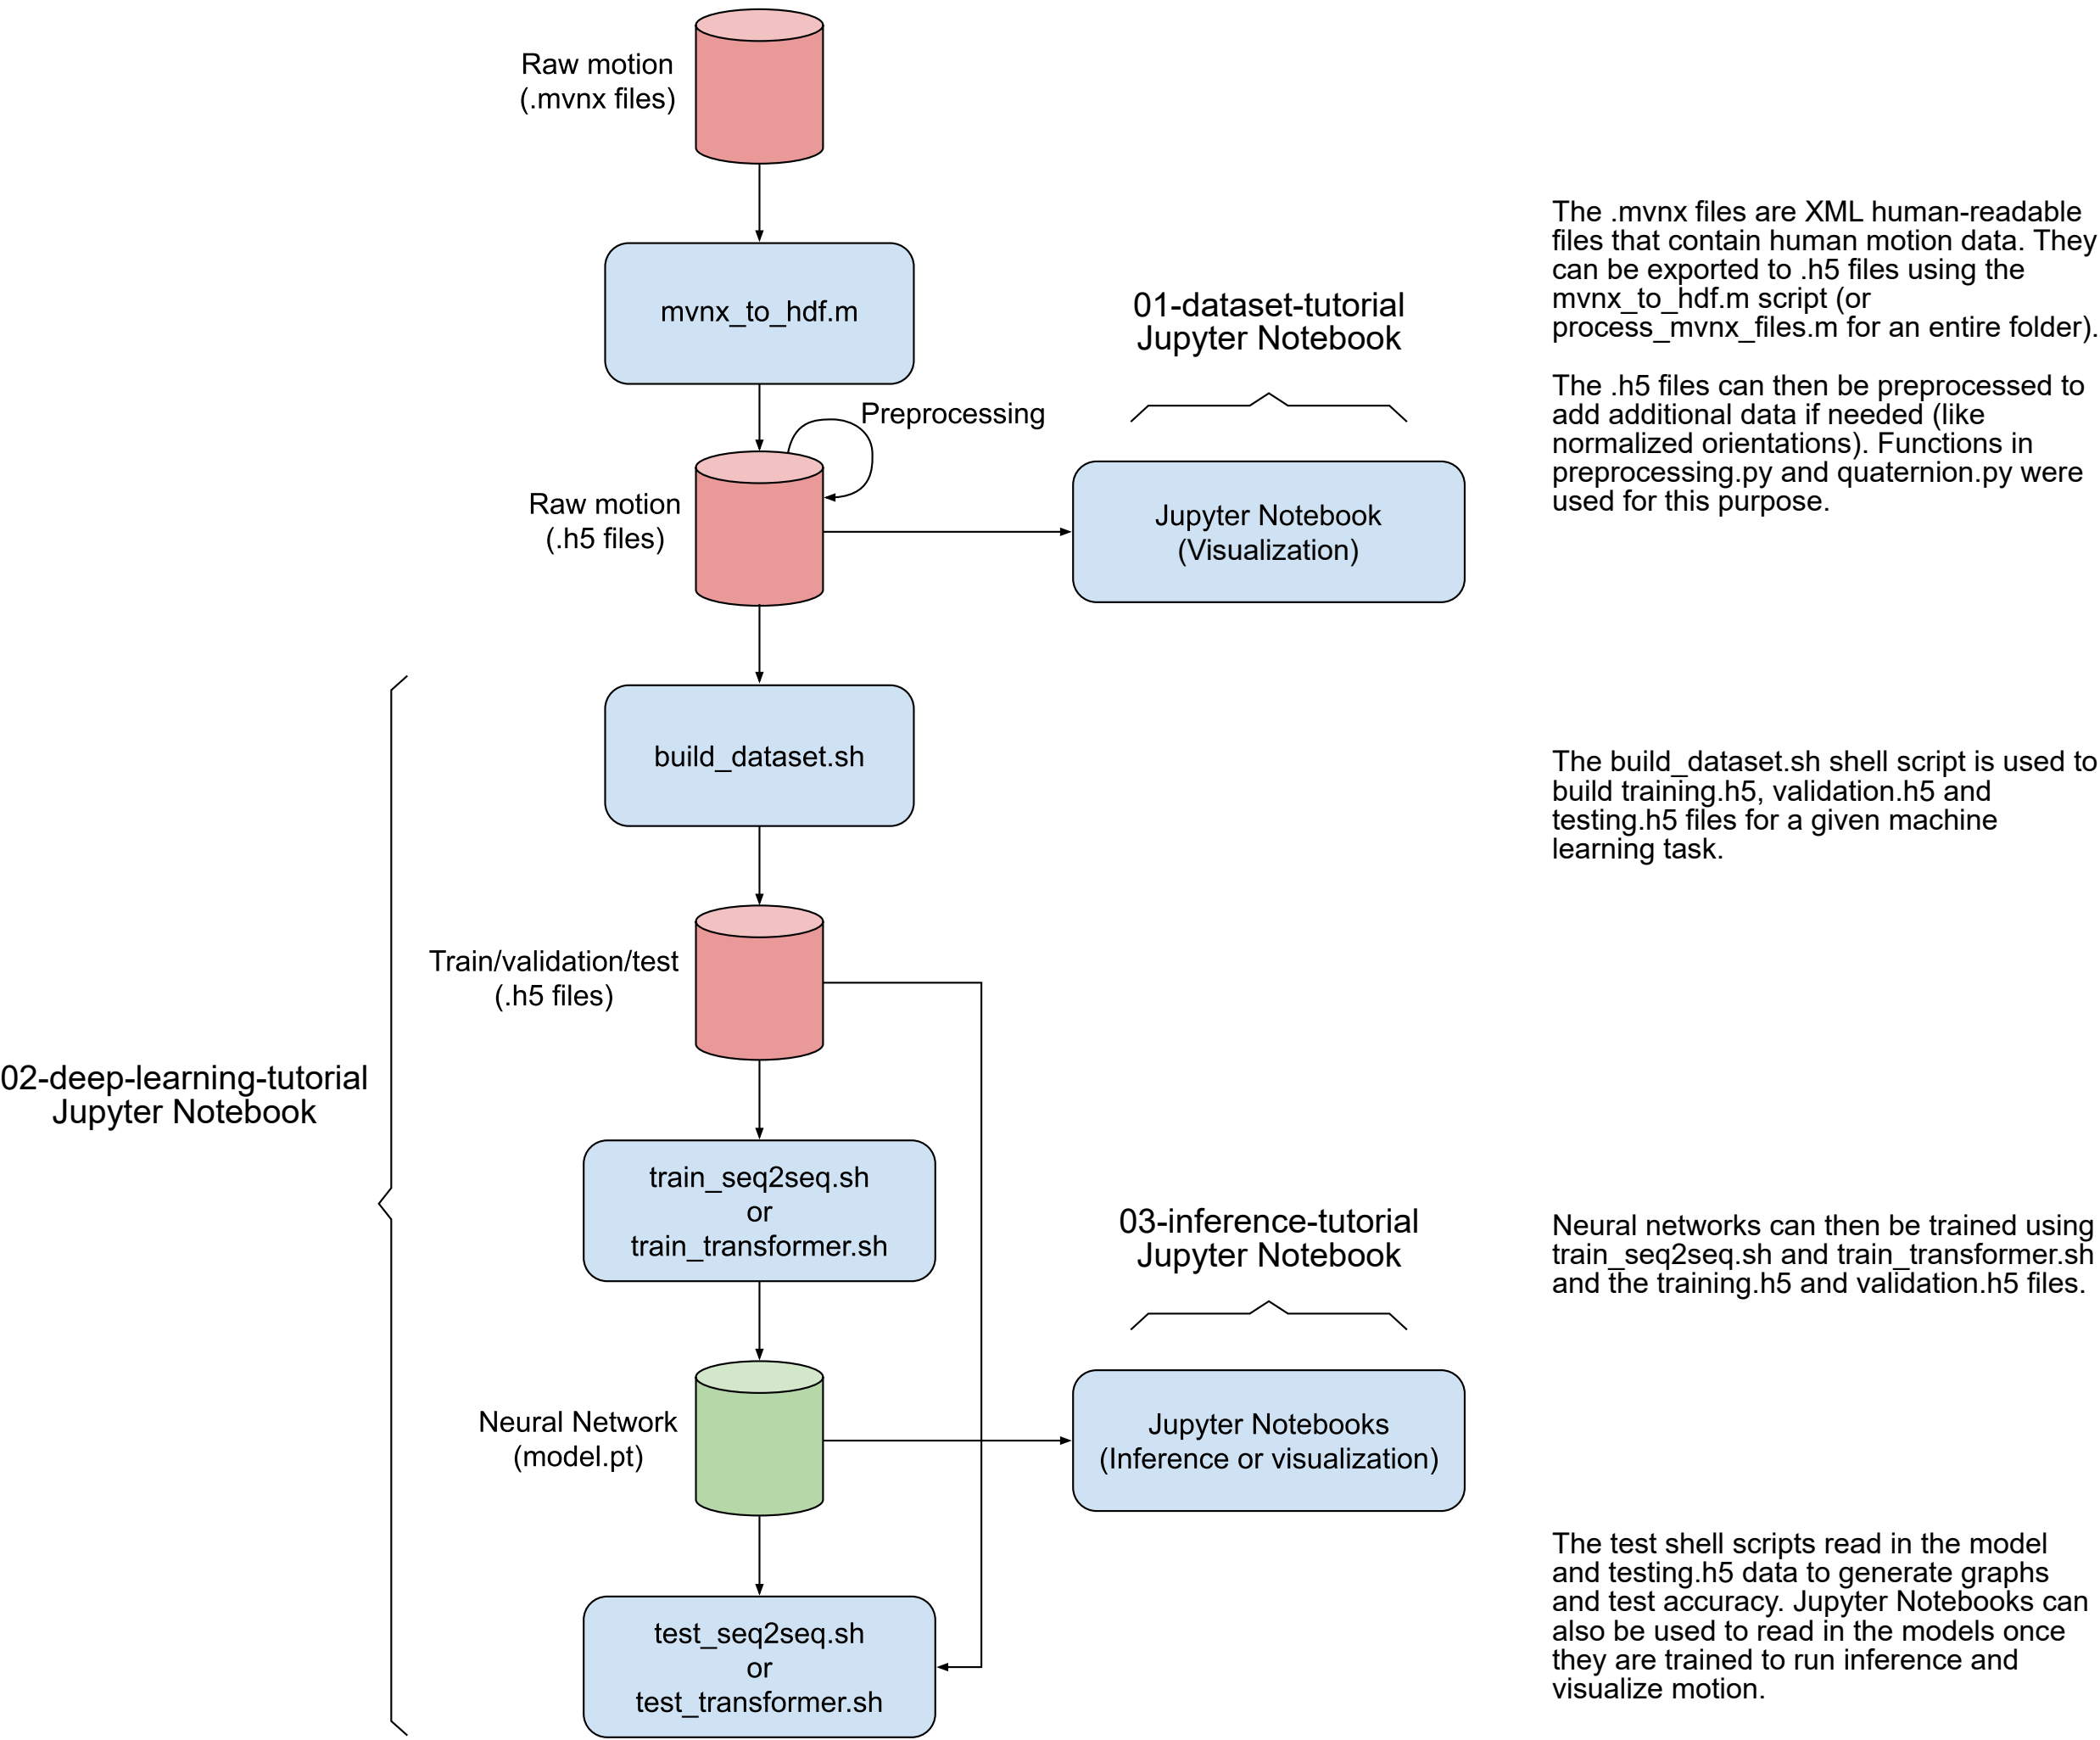 Raw motion
(.mvnx files)
mvnx_to_hdf.m
Preprocessing
Raw motion
(.h5 files)
01-dataset-tutorial
Jupyter Notebook
Jupyter Notebook
(Visualization)
The .mvnx files are XML human-readable
files that contain human motion data. They
can be exported to .h5 files using the
mvnx_to_hdf.m script (or
process_mvnx_files.m for an entire folder).
The .h5 files can then be preprocessed to
add additional data if needed (like
normalized orientations). Functions in
preprocessing.py and quaternion.py were
used for this purpose.
build_dataset.sh
The build_dataset.sh shell script is used to
build training.h5, validation.h5 and
testing.h5 files for a given machine
learning task.
Train/validation/test
(.h5 files)
02-deep-learning-tutorial
Jupyter Notebook
train_seq2seq.sh
or
train_transformer.sh
03-inference-tutorial
Jupyter Notebook
Neural networks can then be trained using
train_seq2seq.sh and train_transformer.sh
and the training.h5 and validation.h5 files.
Neural Network
(model.pt)
Jupyter Notebooks
(Inference or visualization)
test_seq2seq.sh
or
test_transformer.sh
The test shell scripts read in the model
and testing.h5 data to generate graphs
and test accuracy. Jupyter Notebooks can
also be used to read in the models once
they are trained to run inference and
visualize motion.